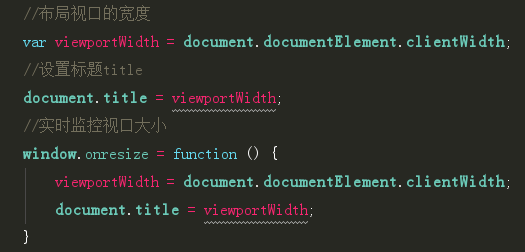 //布局视口的宽度
var viewportWidth = document.documentElement.clientWidth;
//设置标题title
document.title = viewportWidth;
//实时监控视口大小
window.onresize = function () {
    viewportWidth = document.documentElement.clientWidth;
    document.title = viewportWidth;
}